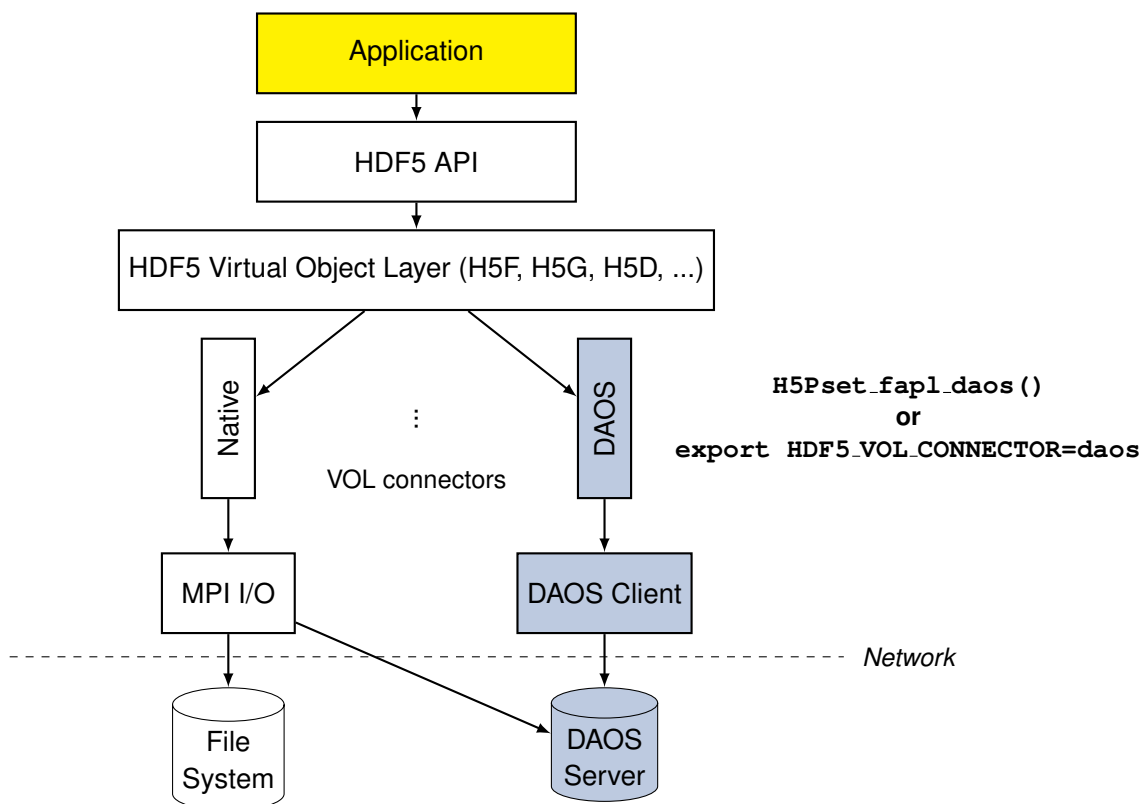 Application
HDF5 API
HDF5 Virtual Object Layer (H5F, H5G, H5D, ...)
Native
...
VOL connectors
DAOS
H5Pset_fapl_daos()
or
export HDF5_VOL_CONNECTOR=daos
MPI I/O
DAOS Client
Network
File
System
DAOS
Server